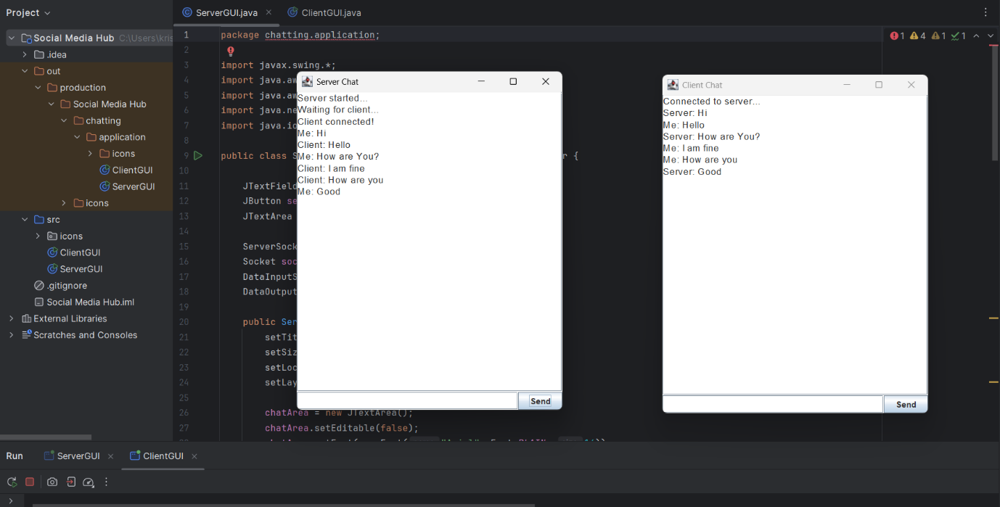 Project
ServerGUI.java
ClientGUI.java
Social Media Hub C:\Users\kris
.idea
out
production
Social Media Hub
chatting
application
icons
ClientGUI
ServerGUI
icons
src
icons
ClientGUI
ServerGUI
.gitignore
Social Media Hub.iml
External Libraries
Scratches and Consoles
1 package chatting.application;
1 4 1 1
2
3 import javax.swing.*;
4 import java.aw
5 import java.aw
6 import java.ne
7 import java.io
8
9 public class S r {
10
11 JTextField
12 JButton se
13 JTextArea
14
15 ServerSock
16 Socket soc
17 DataInputS
18 DataOutput
19
20 public Ser
21 setTit
22 setSiz
23 setLoc
24 setLay
25
26 chatArea = new JTextArea();
27 chatArea.setEditable(false);
Server Chat
Server started...
Waiting for client...
Client connected!
Me: Hi
Client: Hello
Me: How are You?
Client: I am fine
Client: How are you
Me: Good
Send
Client Chat
Connected to server...
Server: Hi
Me: Hello
Server: How are You?
Me: I am fine
Me: How are you
Server: Good
Send
Run
ServerGUI
ClientGUI